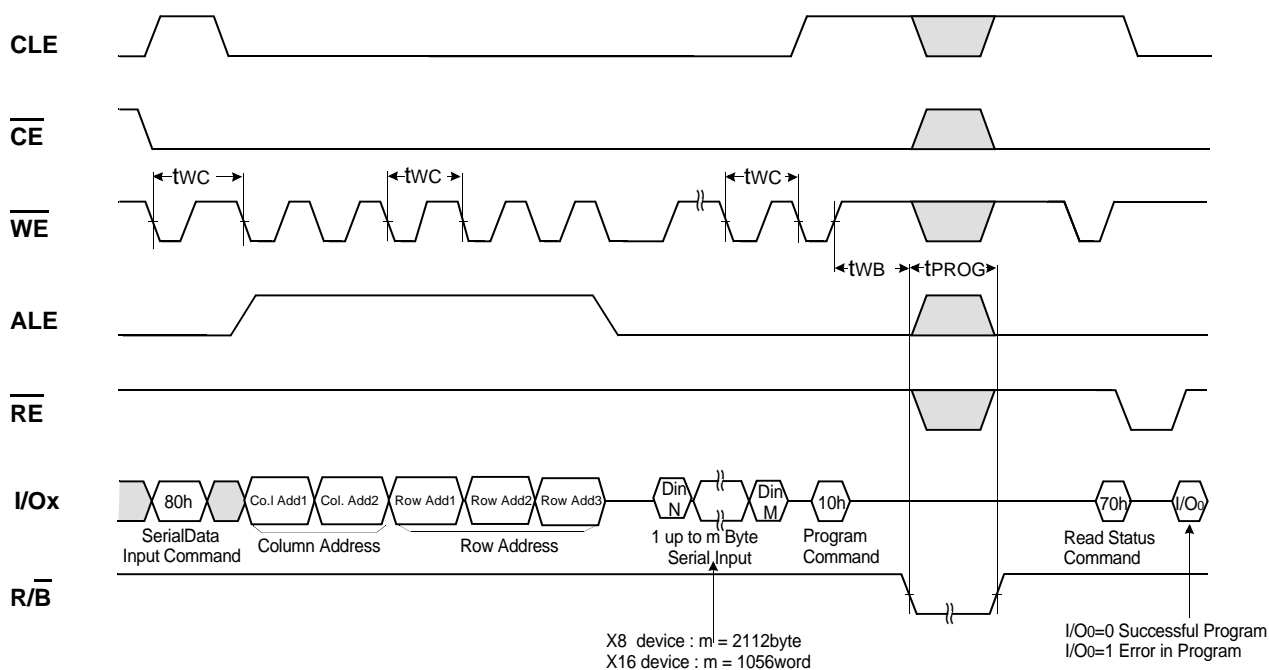 CLE
CE
tWC
tWC
tWC
WE
tWB
tPROG
ALE
RE
I/Ox
80h
Co.l Add1
Col. Add2
Row Add1
Row Add2
Row Add3
Din
N
Din
M
10h
70h
I/O0
SerialData
Input Command
Column Address
Row Address
1 up to m Byte
Serial Input
Program
Command
Read Status
Command
R/B
X8 device : m = 2112byte
X16 device : m = 1056word
I/O0=0 Successful Program
I/O0=1 Error in Program